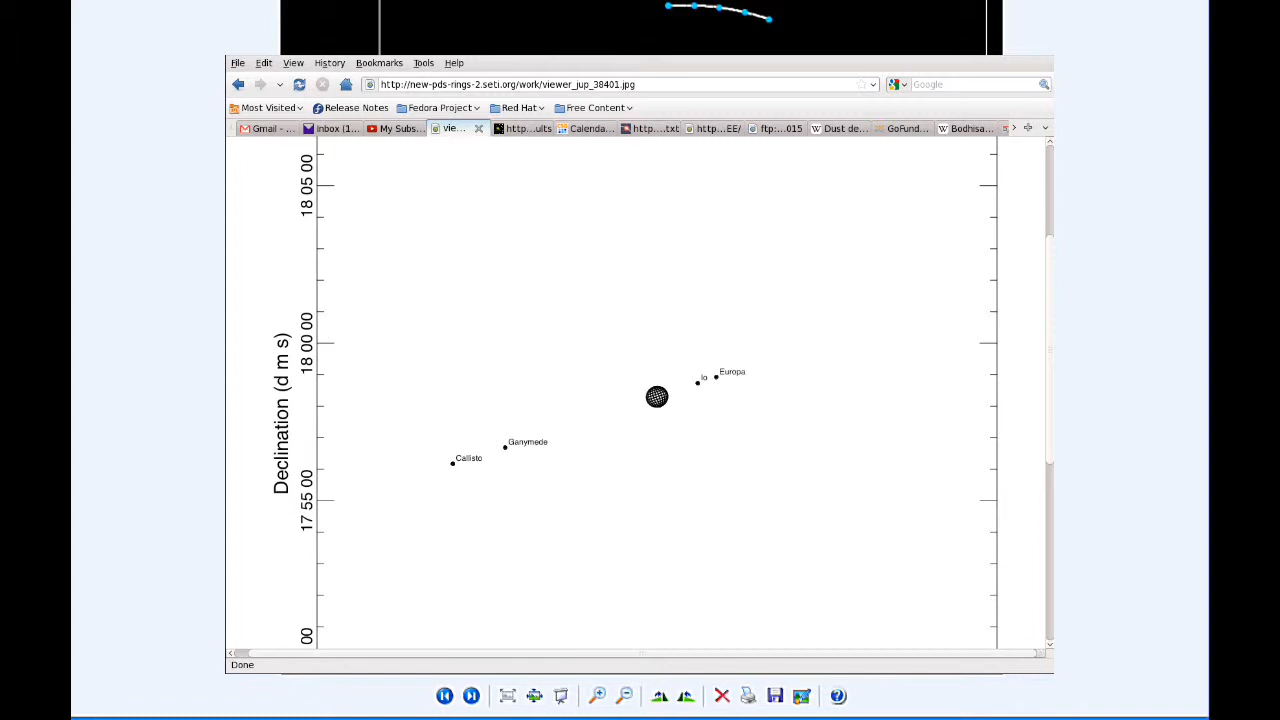 File Edit View History Bookmarks Tools Help
http://new-pds-rings-2.seti.org/work/viewer_jup_38401.jpg
Google
Most Visited Release Notes Fedora Project Red Hat Free Content
Gmail - ... Inbox (1... My Subs... vie... http...ults Calenda... http....txt http...EE/ ftp:...015 Dust de... GoFund... Bodhisa...
18 05 00
18 00 00
Declination (d m s)
Io
Europa
Ganymede
Callisto
17 55 00
00
Done